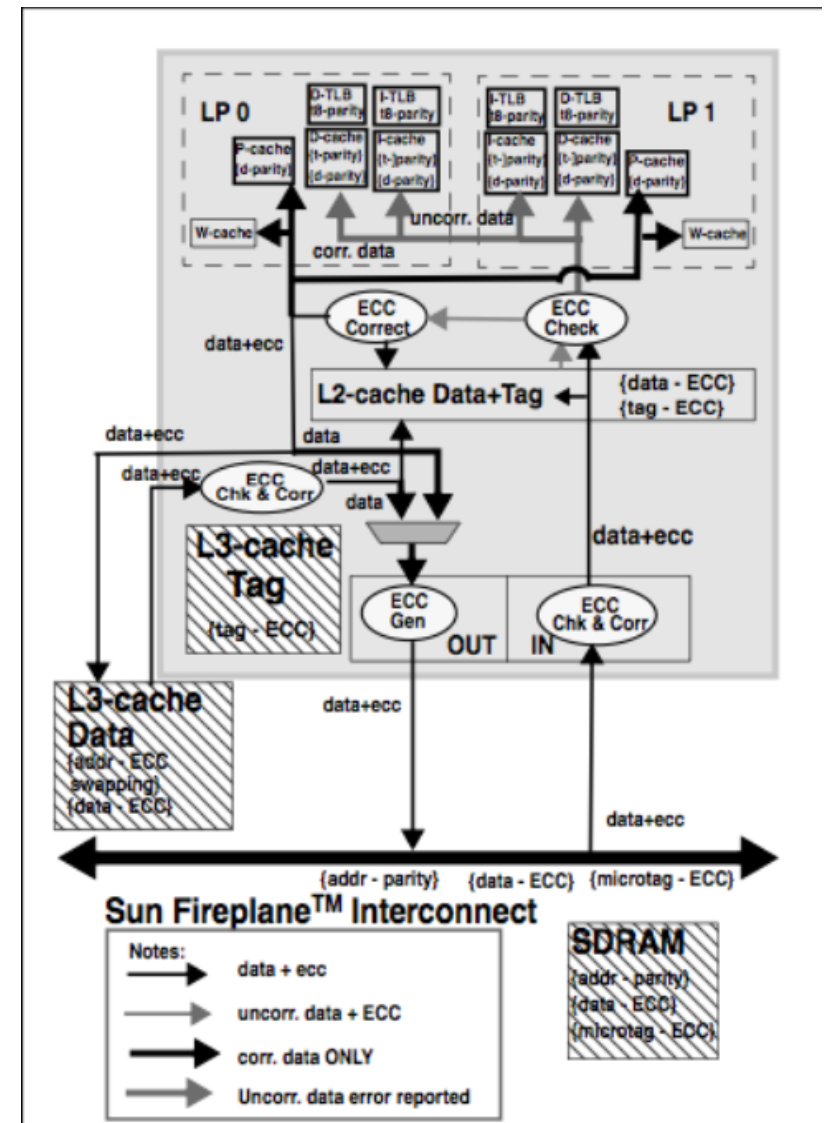 LP 0
D-TLB
t8-parity
I-TLB
t8-parity
P-cache
{d-parity}
D-cache
{t-parity}
{d-parity}
I-cache
{t-]parity
{d-parity}
W-cache
I-TLB
t8-parity
D-TLB
t8-parity
LP 1
I-cache
{t-]parity
{d-parity}
D-cache
{t-]parity
{d-parity}
P-cache
{d-parity}
W-cache
uncorr. data
corr. data
ECC
Correct
ECC
Check
data+ecc
L2-cache Data+Tag
{data - ECC}
{tag - ECC}
data+ecc
data
data+ecc
ECC
Chk & Corr
data+ecc
data
L3-cache
Tag
{tag - ECC}
data+ecc
ECC
Gen
OUT
IN
ECC
Chk & Corr
L3-cache
Data
{addr - ECC
swapping}
{data - ECC}
data+ecc
data+ecc
{addr - parity}
{data - ECC}
{microtag - ECC}
Sun Fireplane™ Interconnect
Notes:
data + ecc
uncorr. data + ECC
corr. data ONLY
Uncorr. data error reported
SDRAM
{addr - parity}
{data - ECC}
{microtag - ECC}